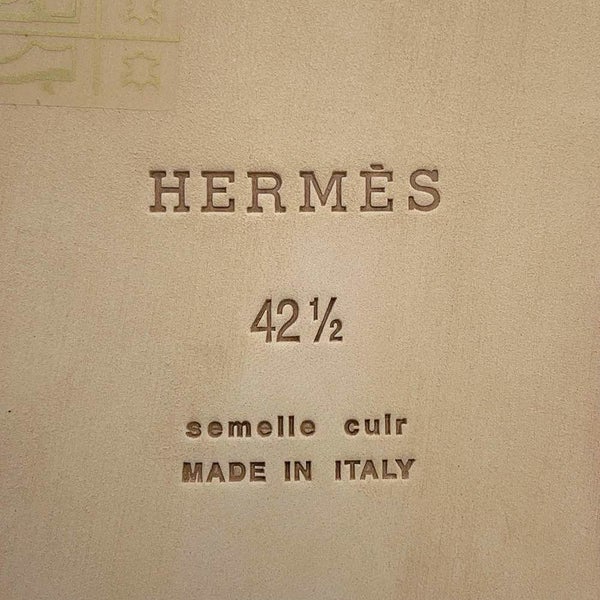 HERMÈS
42½
semelle cuir
MADE IN ITALY